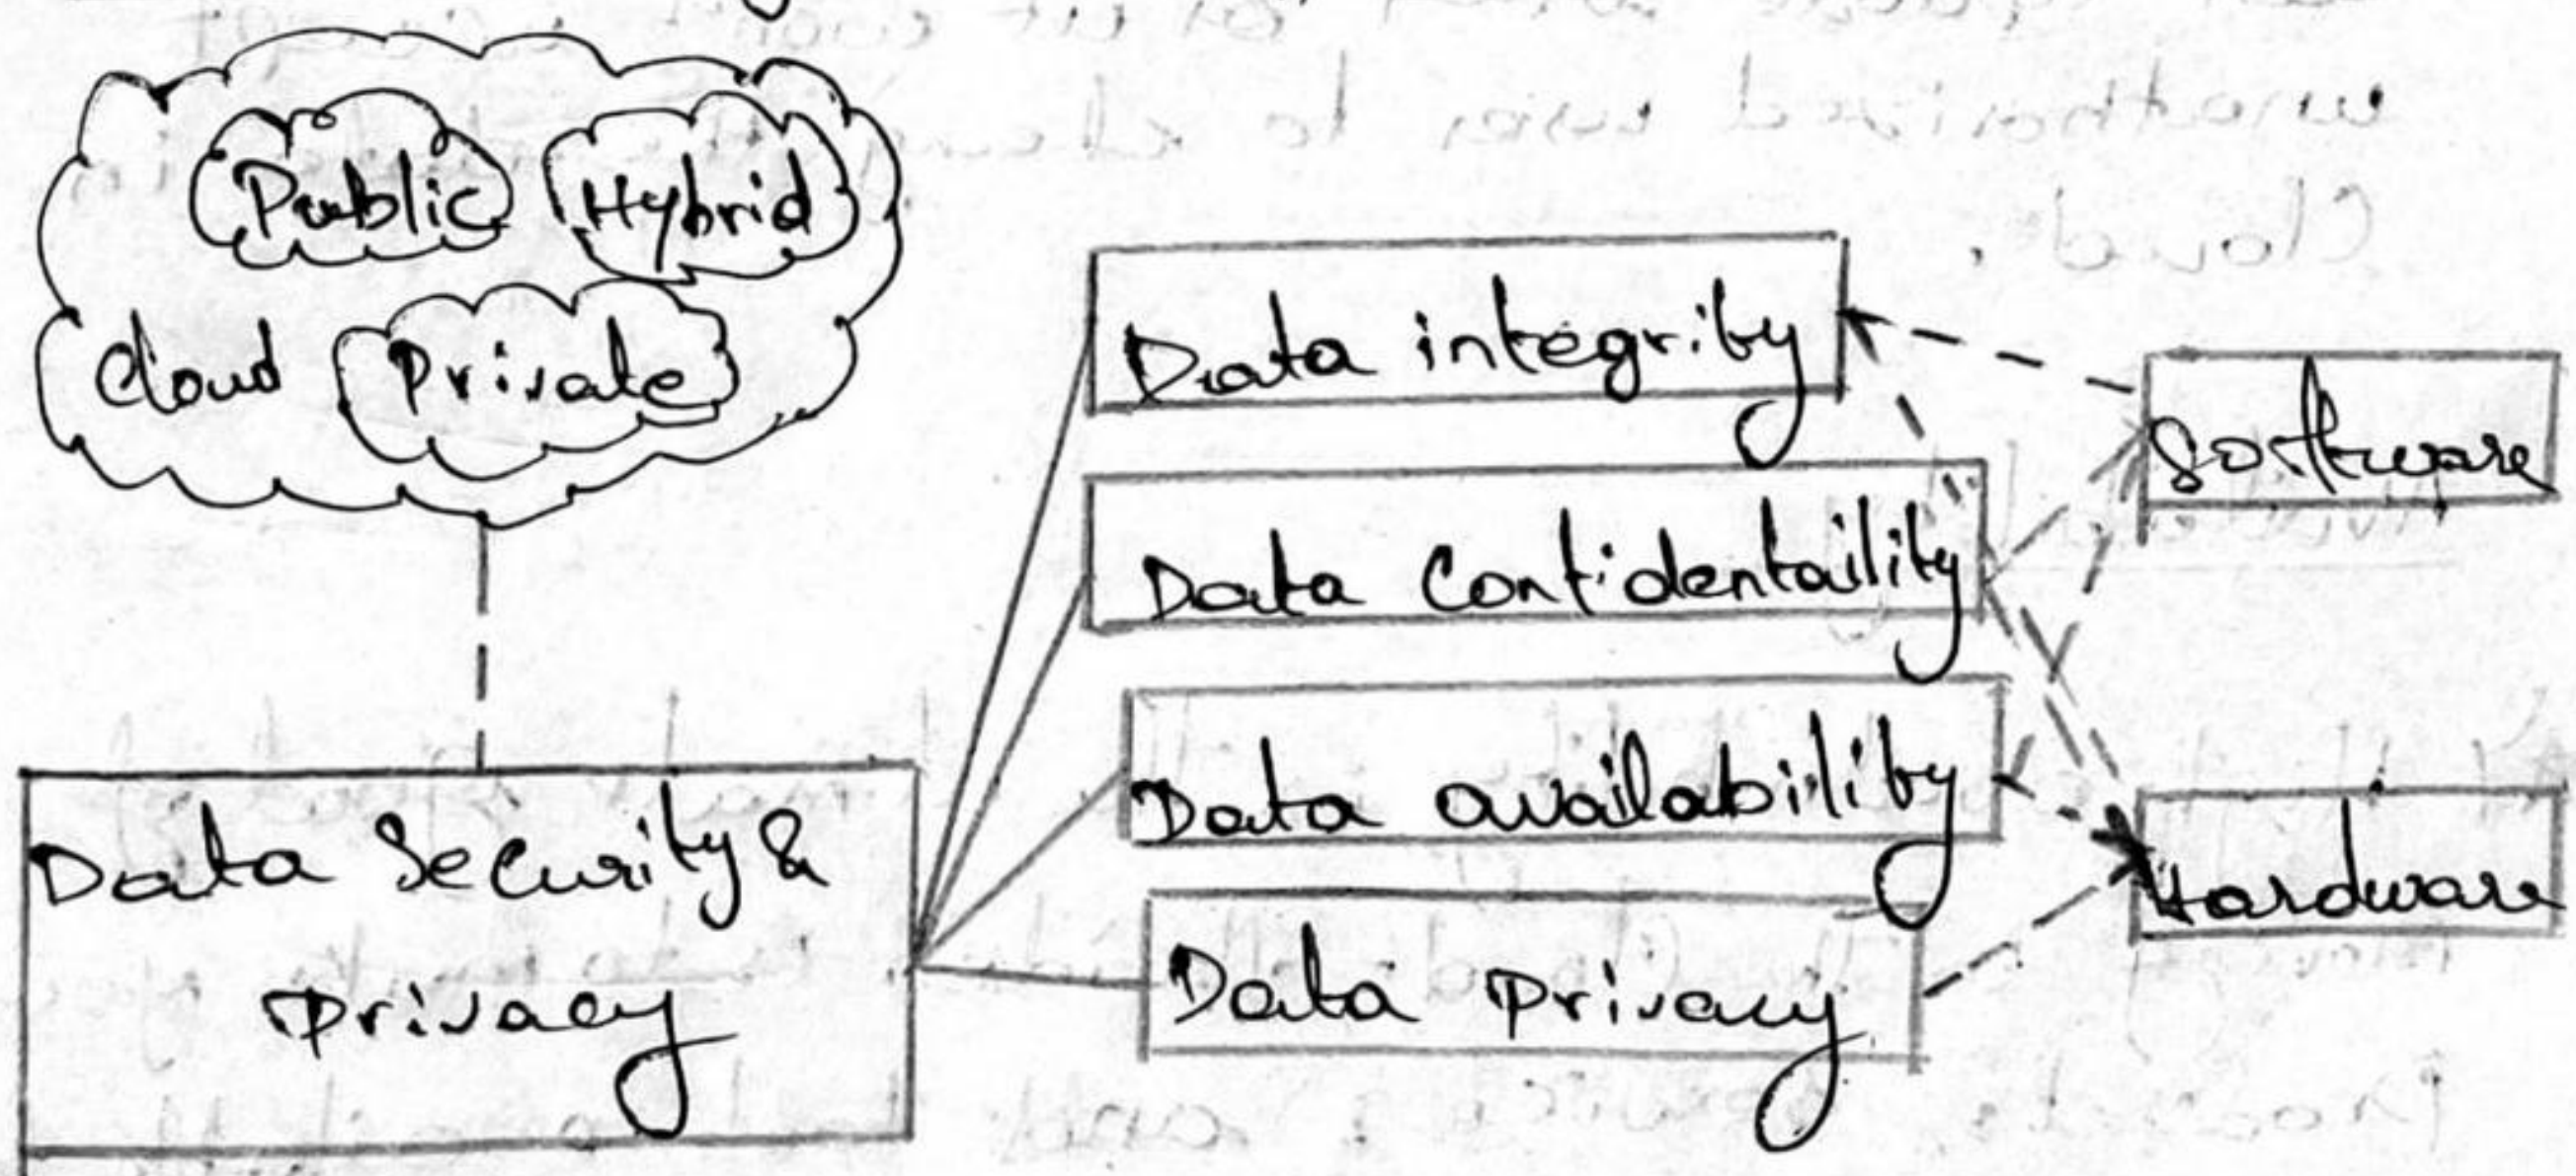 Public
Hybrid
Cloud
Private
Data integrity
Software
Data Confidentaility
Data availability
Hardware
Data Security &
Privacy
Data Privacy